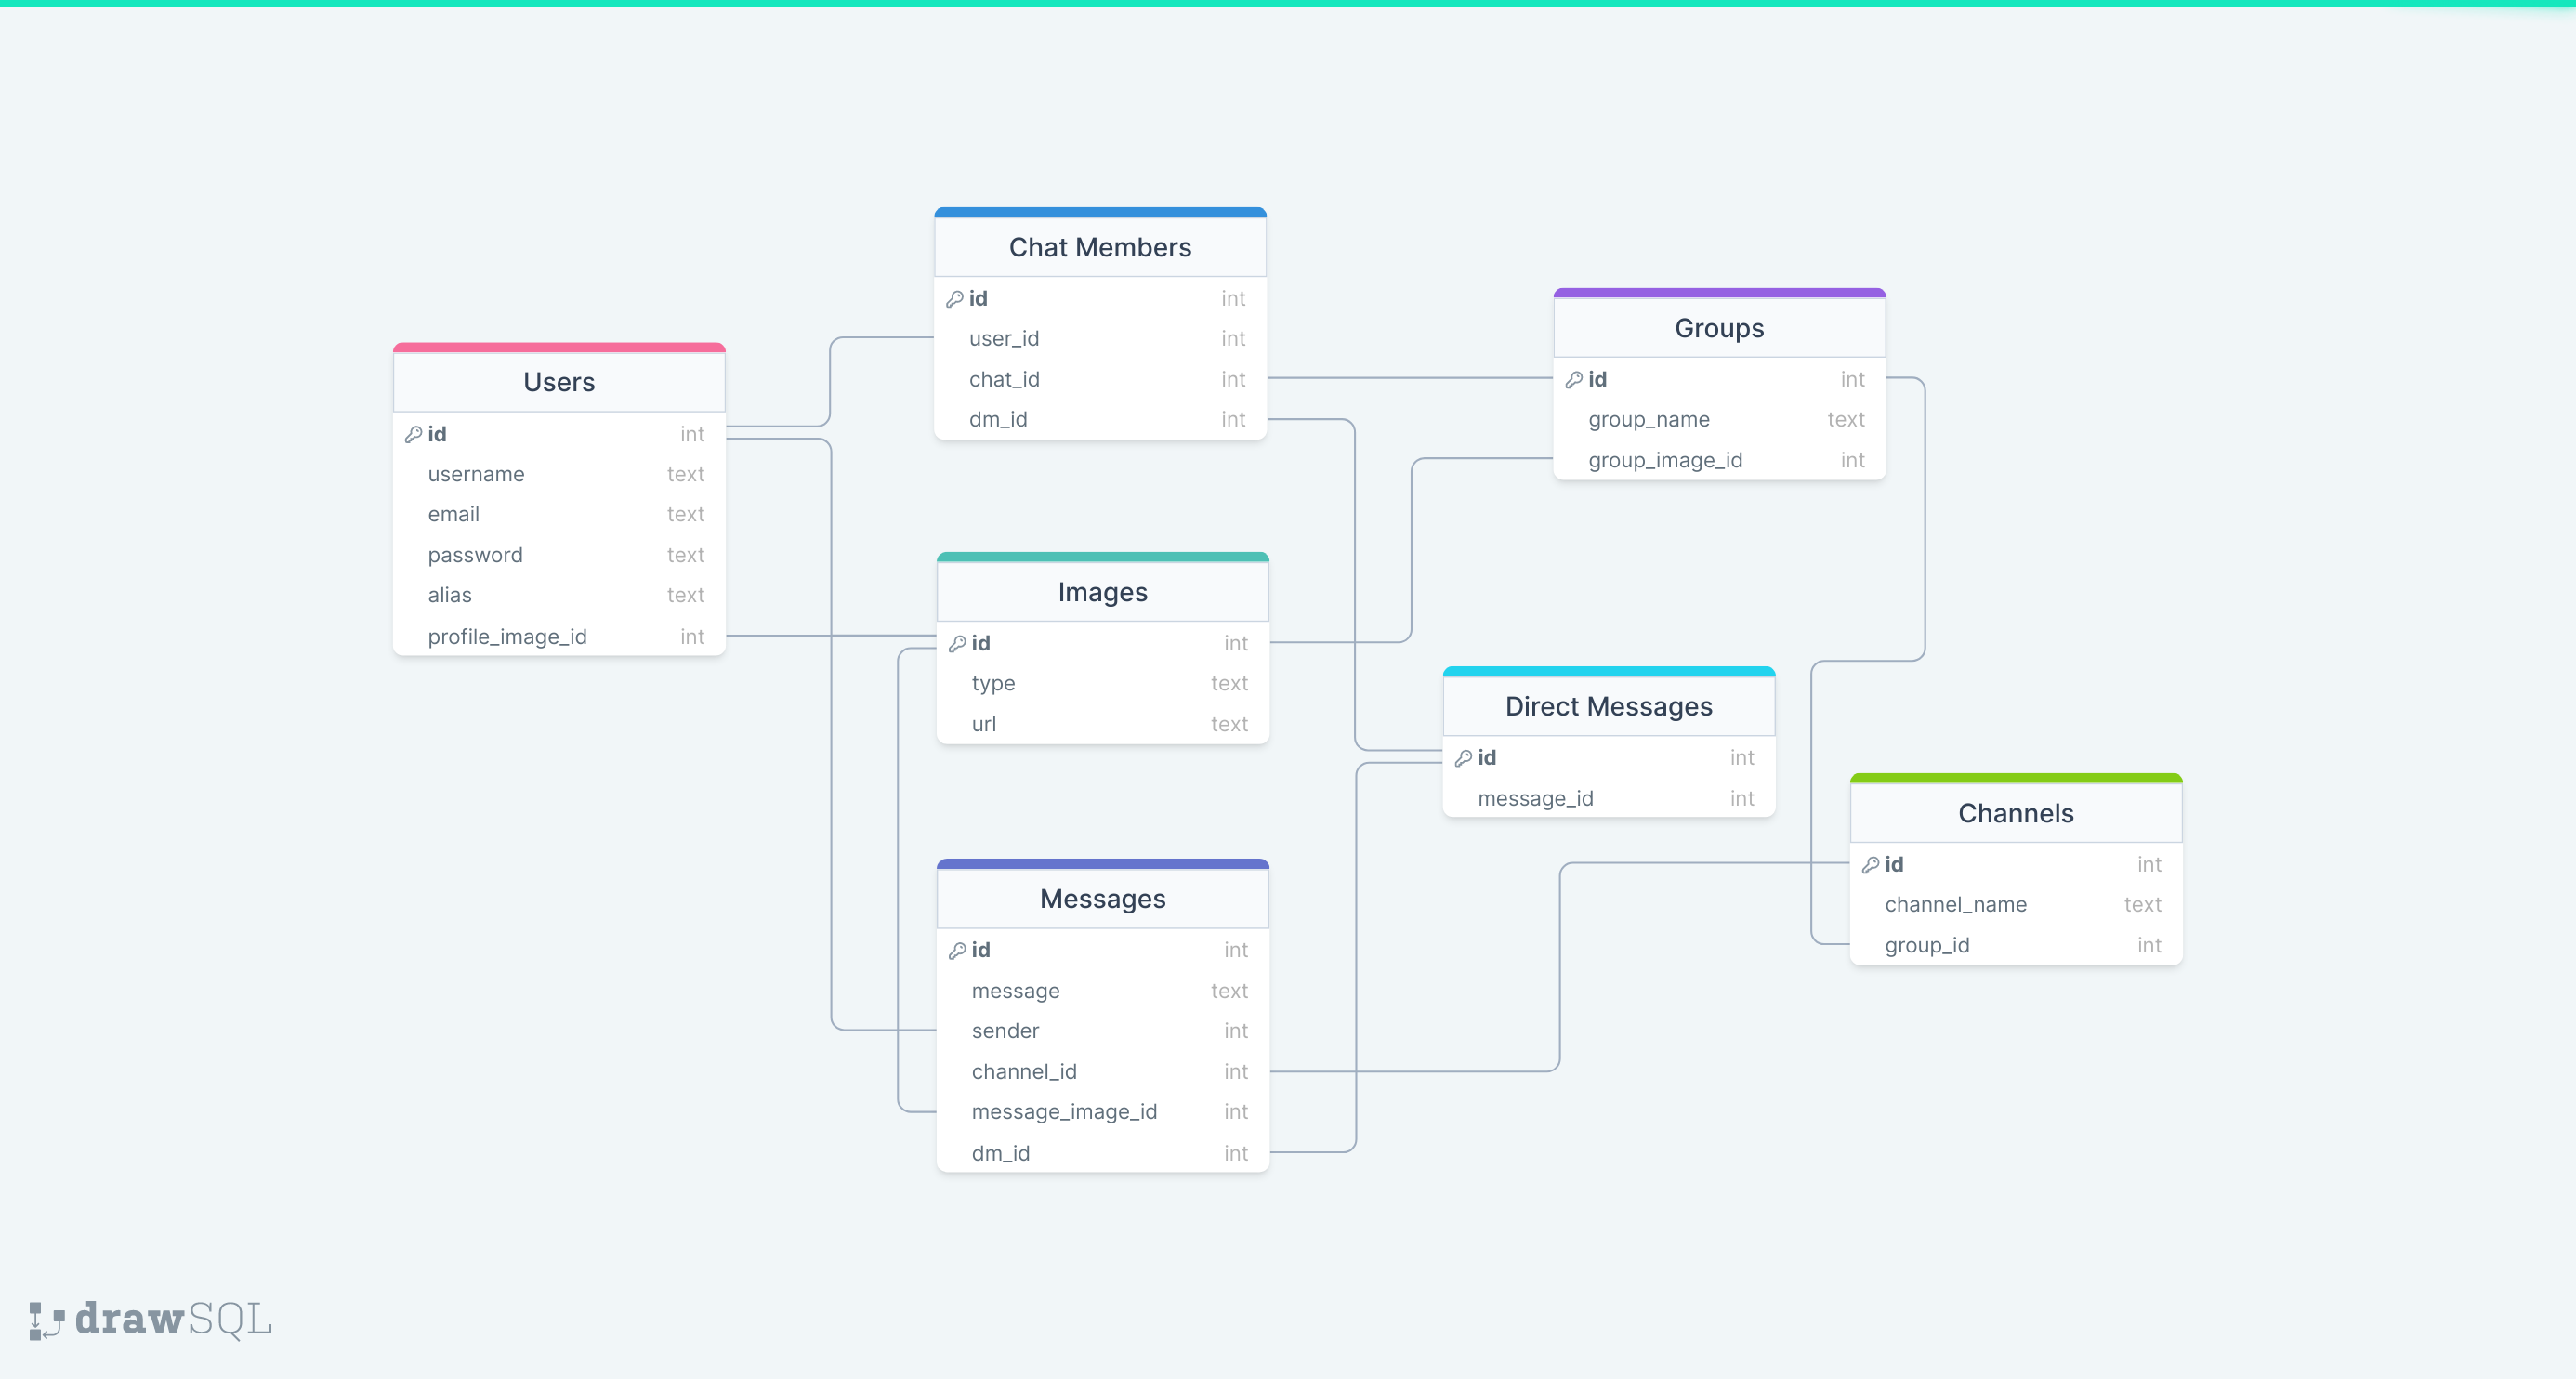 Users
id int
username text
email text
password text
alias text
profile_image_id int
Chat Members
id int
user_id int
chat_id int
dm_id int
Images
id int
type text
url text
Messages
id int
message text
sender int
channel_id int
message_image_id int
dm_id int
Groups
id int
group_name text
group_image_id int
Direct Messages
id int
message_id int
Channels
id int
channel_name text
group_id int
drawSQL